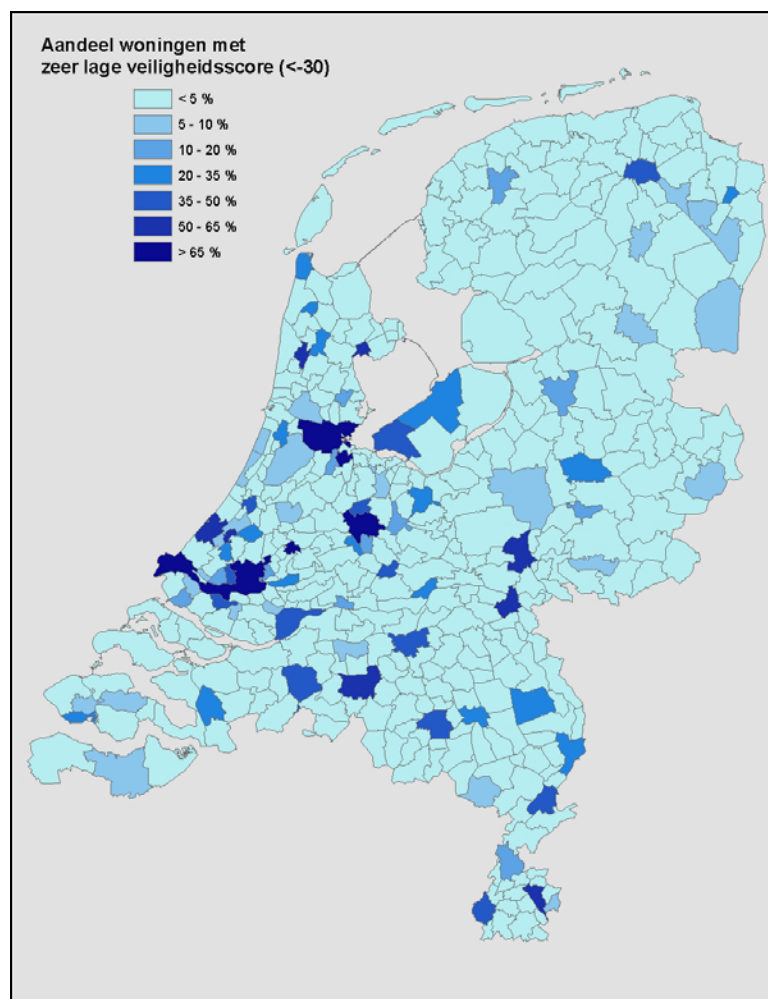 Aandeel woningen met
zeer lage veiligheidsscore (<-30)
< 5 %
5 - 10 %
10 - 20 %
20 - 35 %
35 - 50 %
50 - 65 %
> 65 %